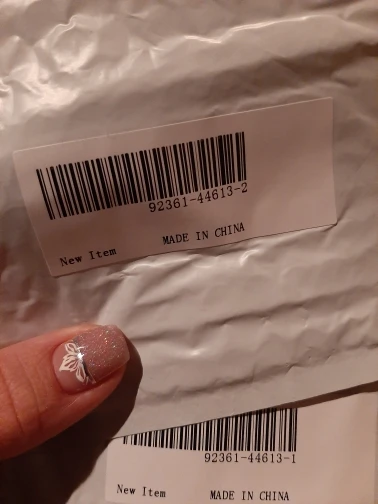 92361-44613-2
MADE IN CHINA
New Item
92361-44613-1
New Item
MADE IN CHINA